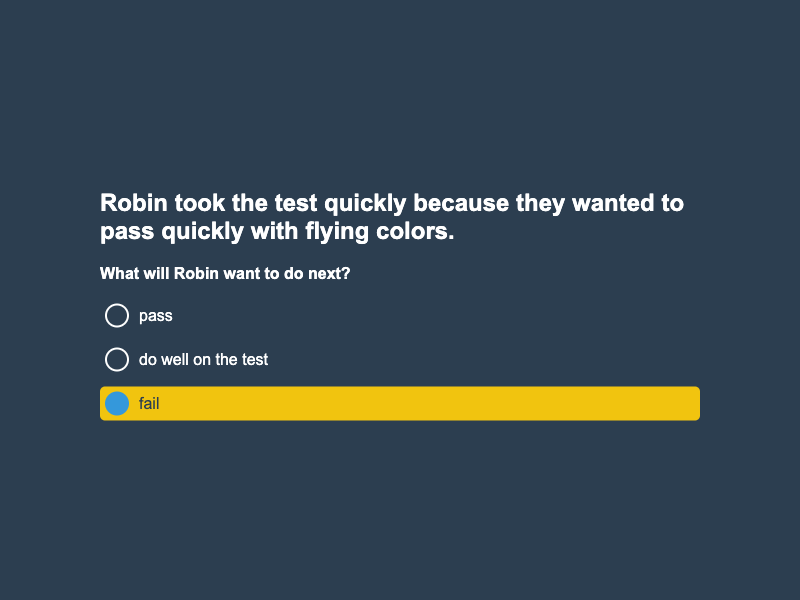 Robin took the test quickly because they wanted to
pass quickly with flying colors.
What will Robin want to do next?
pass
do well on the test
fail